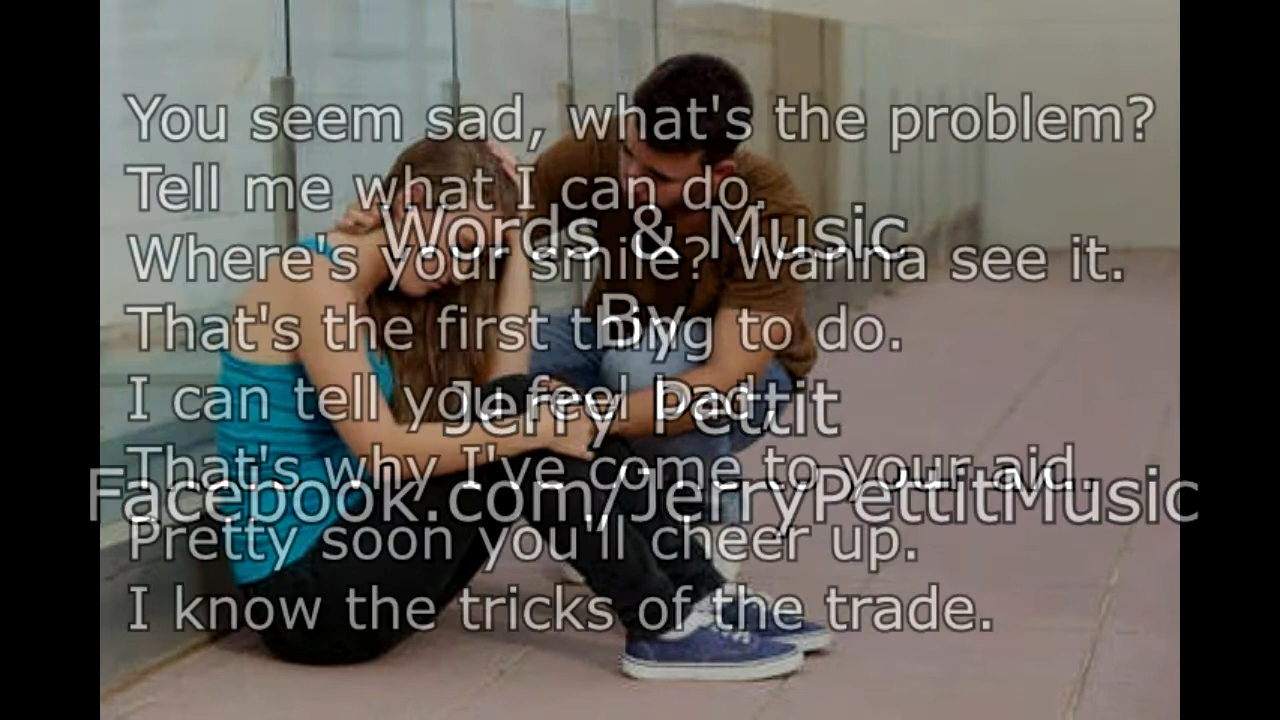 You seem sad, what's the problem?
Tell me what I can do.
Words & Music
Where's your smile? Wanna see it.
By
That's the first thing to do.
Jerry Pettit
I can tell you feel bad,
That's why I've come to your aid.
Facebook.com/JerryPettitMusic
Pretty soon you'll cheer up.
I know the tricks of the trade.